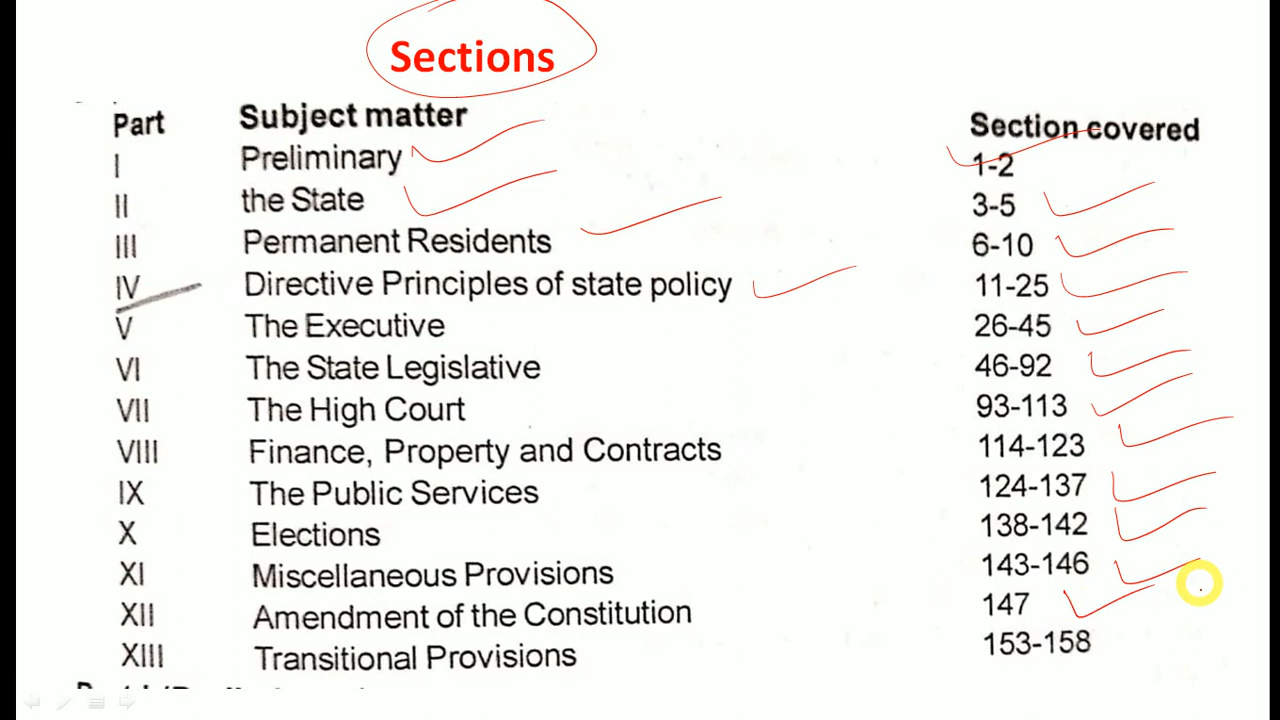 Sections
Part Subject matter Section covered
I Preliminary 1-2
II the State 3-5
III Permanent Residents 6-10
IV Directive Principles of state policy 11-25
V The Executive 26-45
VI The State Legislative 46-92
VII The High Court 93-113
VIII Finance, Property and Contracts 114-123
IX The Public Services 124-137
X Elections 138-142
XI Miscellaneous Provisions 143-146
XII Amendment of the Constitution 147
XIII Transitional Provisions 153-158